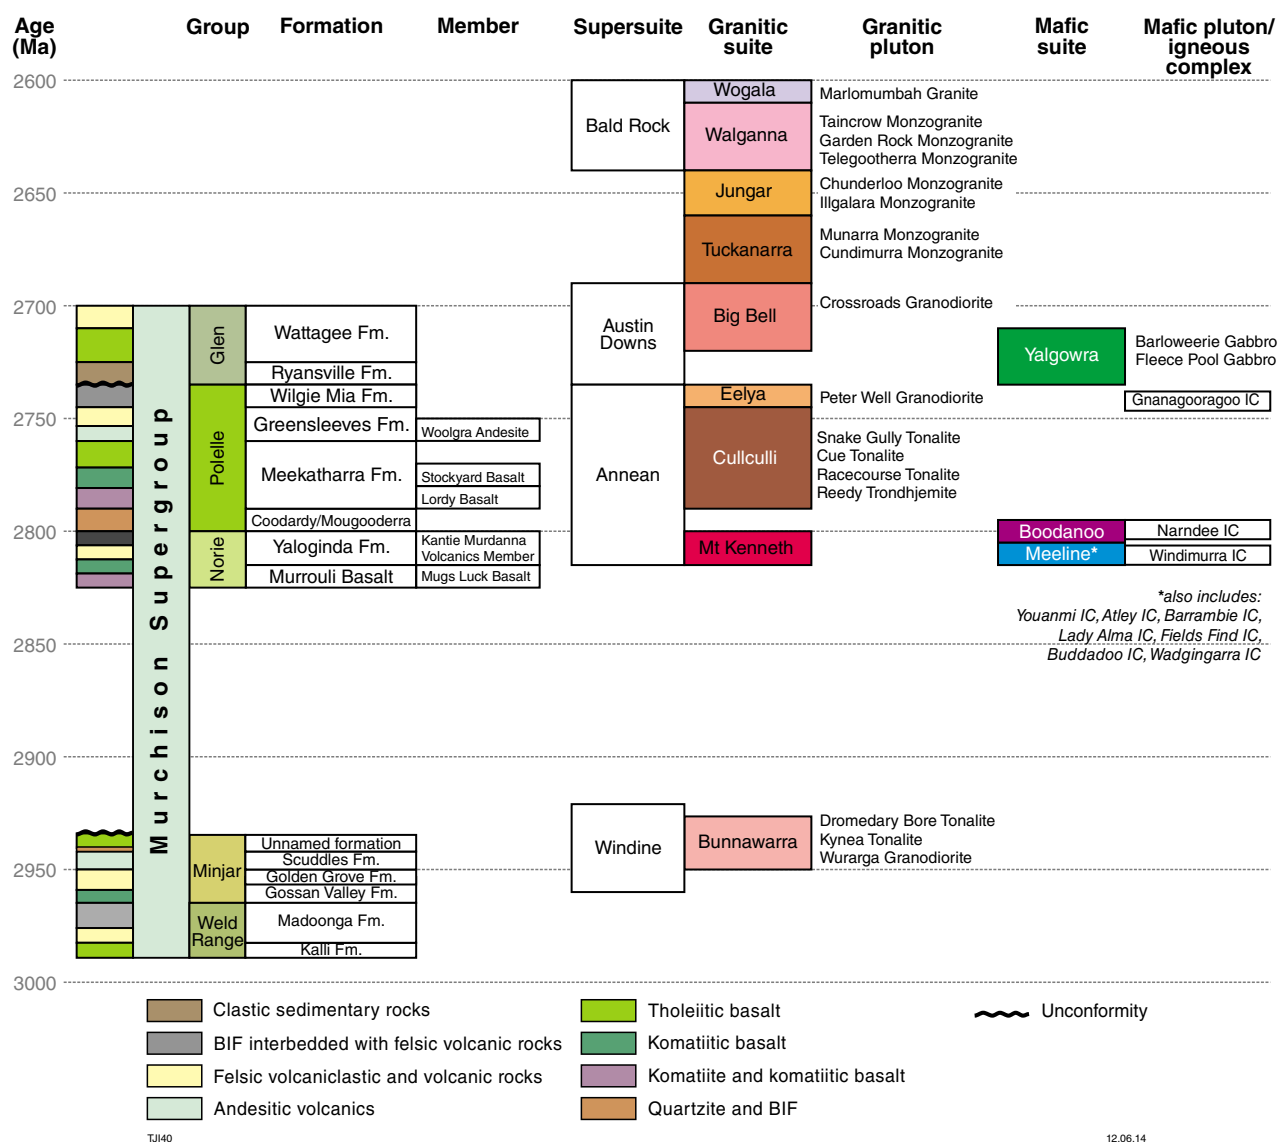 Age
(Ma)
Group
Formation
Member
Supersuite
Granitic
suite
Granitic
pluton
Mafic
suite
Mafic pluton/
igneous
complex
2600
2650
2700
2750
2800
2850
2900
2950
3000
Murchison Supergroup
Glen
Polelle
Norie
Minjar
Weld
Range
Wattagee Fm.
Ryansville Fm.
Wilgie Mia Fm.
Greensleeves Fm.
Meekatharra Fm.
Coodardy/Mougooderra
Yaloginda Fm.
Murrouli Basalt
Unnamed formation
Scuddles Fm.
Golden Grove Fm.
Gossan Valley Fm.
Madoonga Fm.
Kalli Fm.
Woolgra Andesite
Stockyard Basalt
Lordy Basalt
Kantie Murdanna
Volcanics Member
Mugs Luck Basalt
Bald Rock
Austin
Downs
Annean
Windine
Wogala
Walganna
Jungar
Tuckanarra
Big Bell
Eelya
Cullculli
Mt Kenneth
Bunnawarra
Marlomumbah Granite
Taincrow Monzogranite
Garden Rock Monzogranite
Telegootherra Monzogranite
Chunderloo Monzogranite
Illgalara Monzogranite
Munarra Monzogranite
Cundimurra Monzogranite
Crossroads Granodiorite
Peter Well Granodiorite
Snake Gully Tonalite
Cue Tonalite
Racecourse Tonalite
Reedy Trondhjemite
Dromedary Bore Tonalite
Kynea Tonalite
Wurarga Granodiorite
Yalgowra
Boodanoo
Meeline*
Barloweerie Gabbro
Fleece Pool Gabbro
Gnanagooragoo IC
Narndee IC
Windimurra IC
*also includes:
Youanmi IC, Atley IC, Barrambie IC,
Lady Alma IC, Fields Find IC,
Buddadoo IC, Wadgingarra IC
Clastic sedimentary rocks
BIF interbedded with felsic volcanic rocks
Felsic volcaniclastic and volcanic rocks
Andesitic volcanics
Tholeiitic basalt
Komatiitic basalt
Komatiite and komatiitic basalt
Quartzite and BIF
Unconformity
TJI40
12.06.14